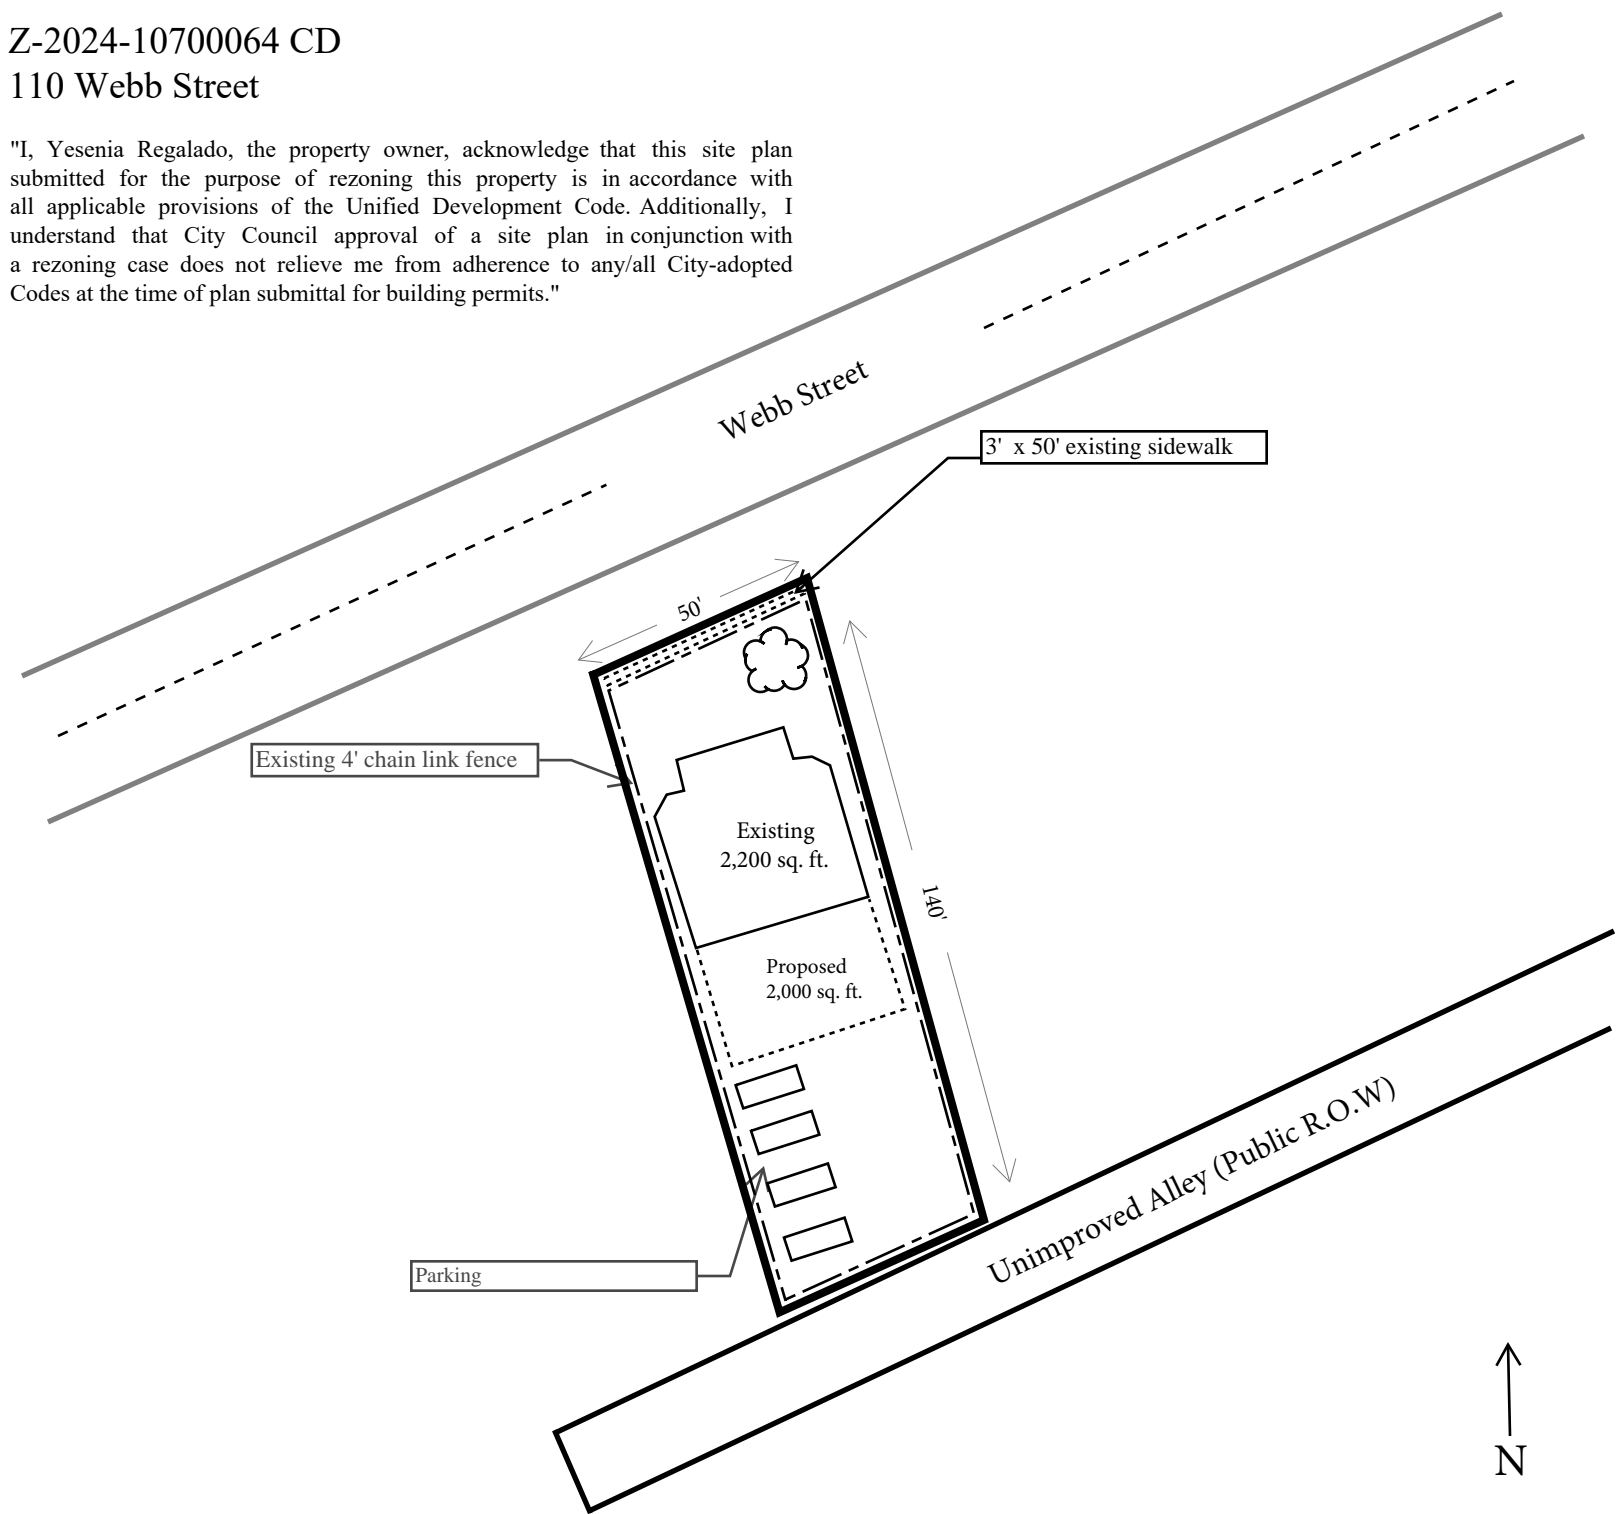 Z-2024-10700064 CD
110 Webb Street
"I, Yesenia Regalado, the property owner, acknowledge that this site plan
submitted for the purpose of rezoning this property is in accordance with
all applicable provisions of the Unified Development Code. Additionally, I
understand that City Council approval of a site plan in conjunction with
a rezoning case does not relieve me from adherence to any/all City-adopted
Codes at the time of plan submittal for building permits."
Webb Street
3' x 50' existing sidewalk
50'
Existing 4' chain link fence
Existing
2,200 sq. ft.
140'
Proposed
2,000 sq. ft.
Parking
Unimproved Alley (Public R.O.W)
N